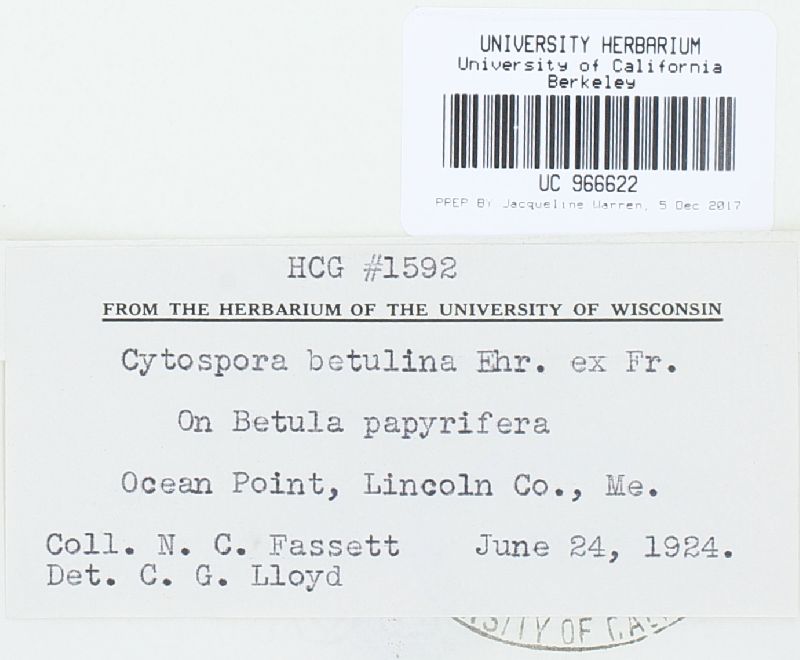 UNIVERSITY HERBARIUM
University of California
Berkeley
UC 966622
PREP BY Jacqueline Warren, 5 Dec 2017
HCG #1592
FROM THE HERBARIUM OF THE UNIVERSITY OF WISCONSIN
Cytospora betulina Ehr. ex Fr.
On Betula papyrifera
Ocean Point, Lincoln Co., Me.
Coll. N. C. Fassett June 24, 1924.
Det. C. G. Lloyd
OF